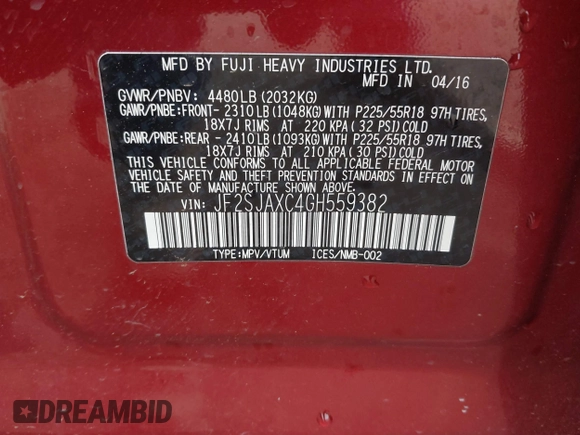 MFD BY FUJI HEAVY INDUSTRIES LTD.
MFD IN 04/16
GVWR/PNBV: 4480LB(2032KG)
GAWR/PNBE:FRONT-2310LB(1048KG)WITH P225/55R18 97H TIRES,
18X7J RIMS AT 220 KPA(32 PSI)COLD
GAWR/PNBE:REAR -2410LB(1093KG)WITH P225/55R18 97H TIRES,
18X7J RIMS AT 210 KPA(30 PSI)COLD
THIS VEHICLE CONFORMS TO ALL APPLICABLE FEDERAL MOTOR
VEHICLE SAFETY AND THEFT PREVENTION STANDARDS IN EFFECT
ON THE DATE OF MANUFACTURE SHOWN ABOVE.
VIN: JF2SJAXC4GH559382
TYPE:MPV/VTUM ICES/NMB-002
DREAMBID